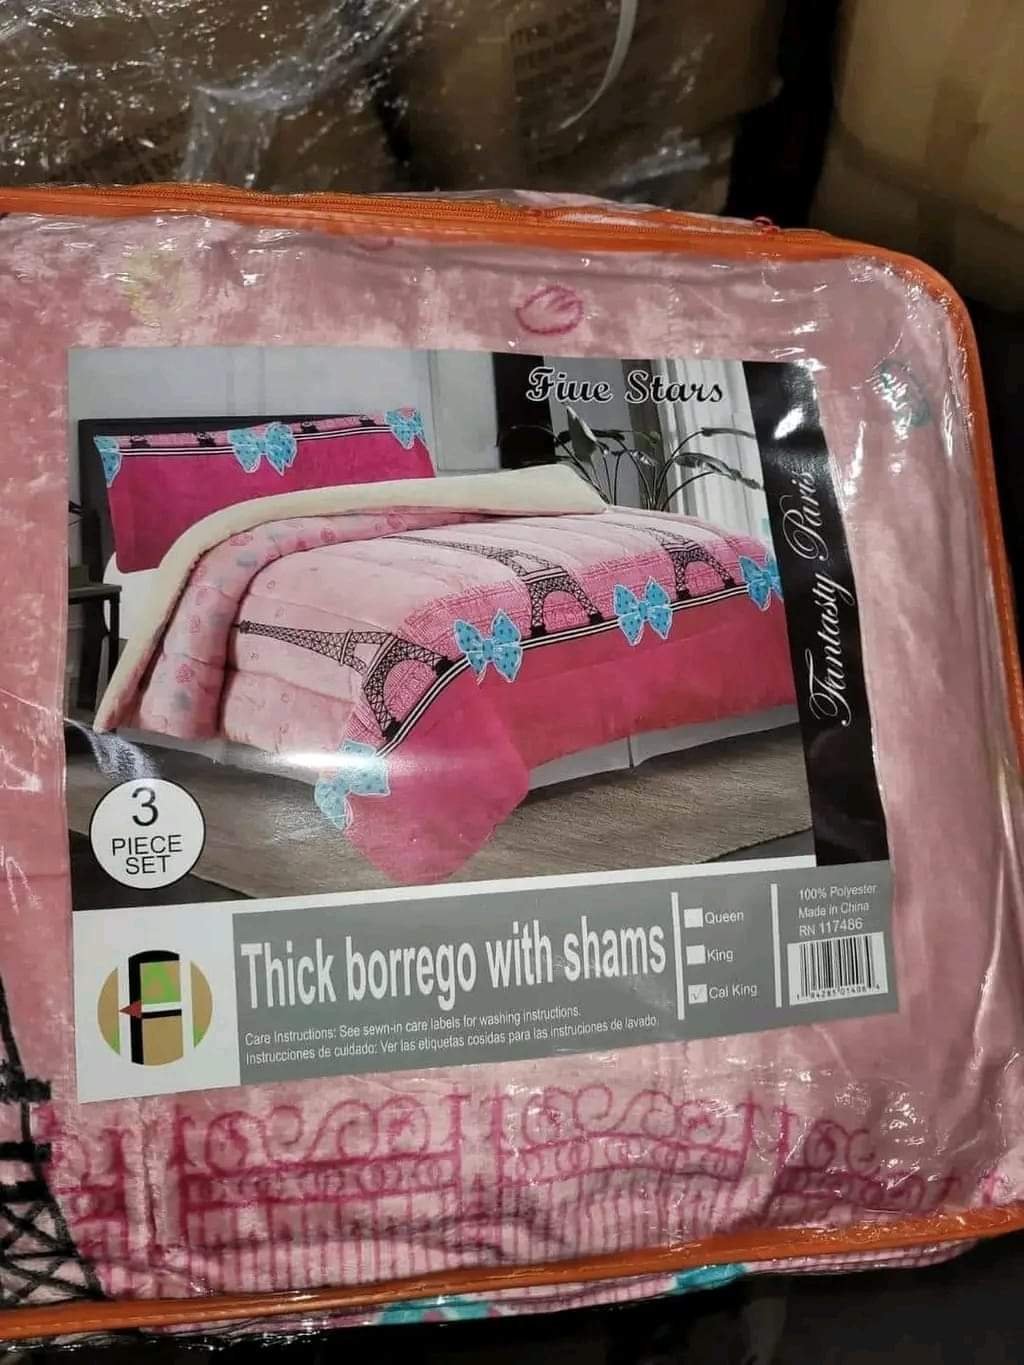 Five Stars
Fantasty Paris
3
PIECE
SET
Thick borrego with shams
Care Instructions: See sewn-in care labels for washing instructions.
Instrucciones de cuidado: Ver las etiquetas cosidas para las instruciones de lavado.
Queen
King
Cal King
100% Polyester
Made in China
RN 117486